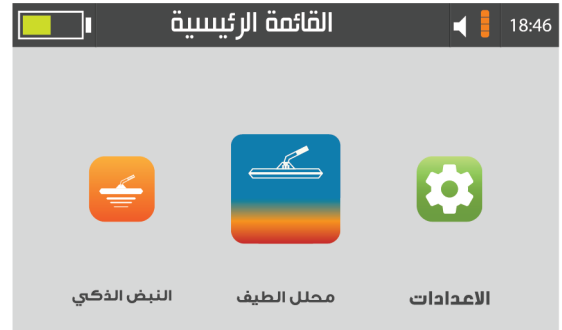 القائمة الرئيسية
18:46
الاعدادات
محلل الطيف
النبض الذكي